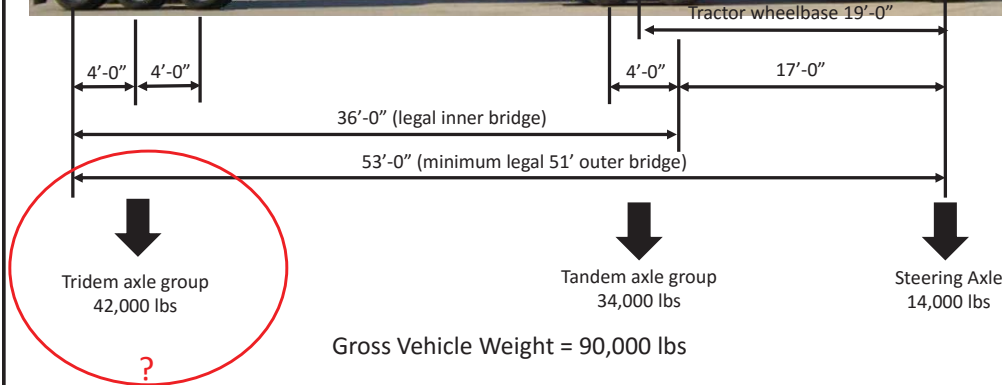 Tractor wheelbase 19’-0”
4’-0” 4’-0” 4’-0” 17’-0”
36’-0” (legal inner bridge)
53’-0” (minimum legal 51’ outer bridge)
Tridem axle group
42,000 lbs
Tandem axle group
34,000 lbs
Steering Axle
14,000 lbs
?
Gross Vehicle Weight = 90,000 lbs